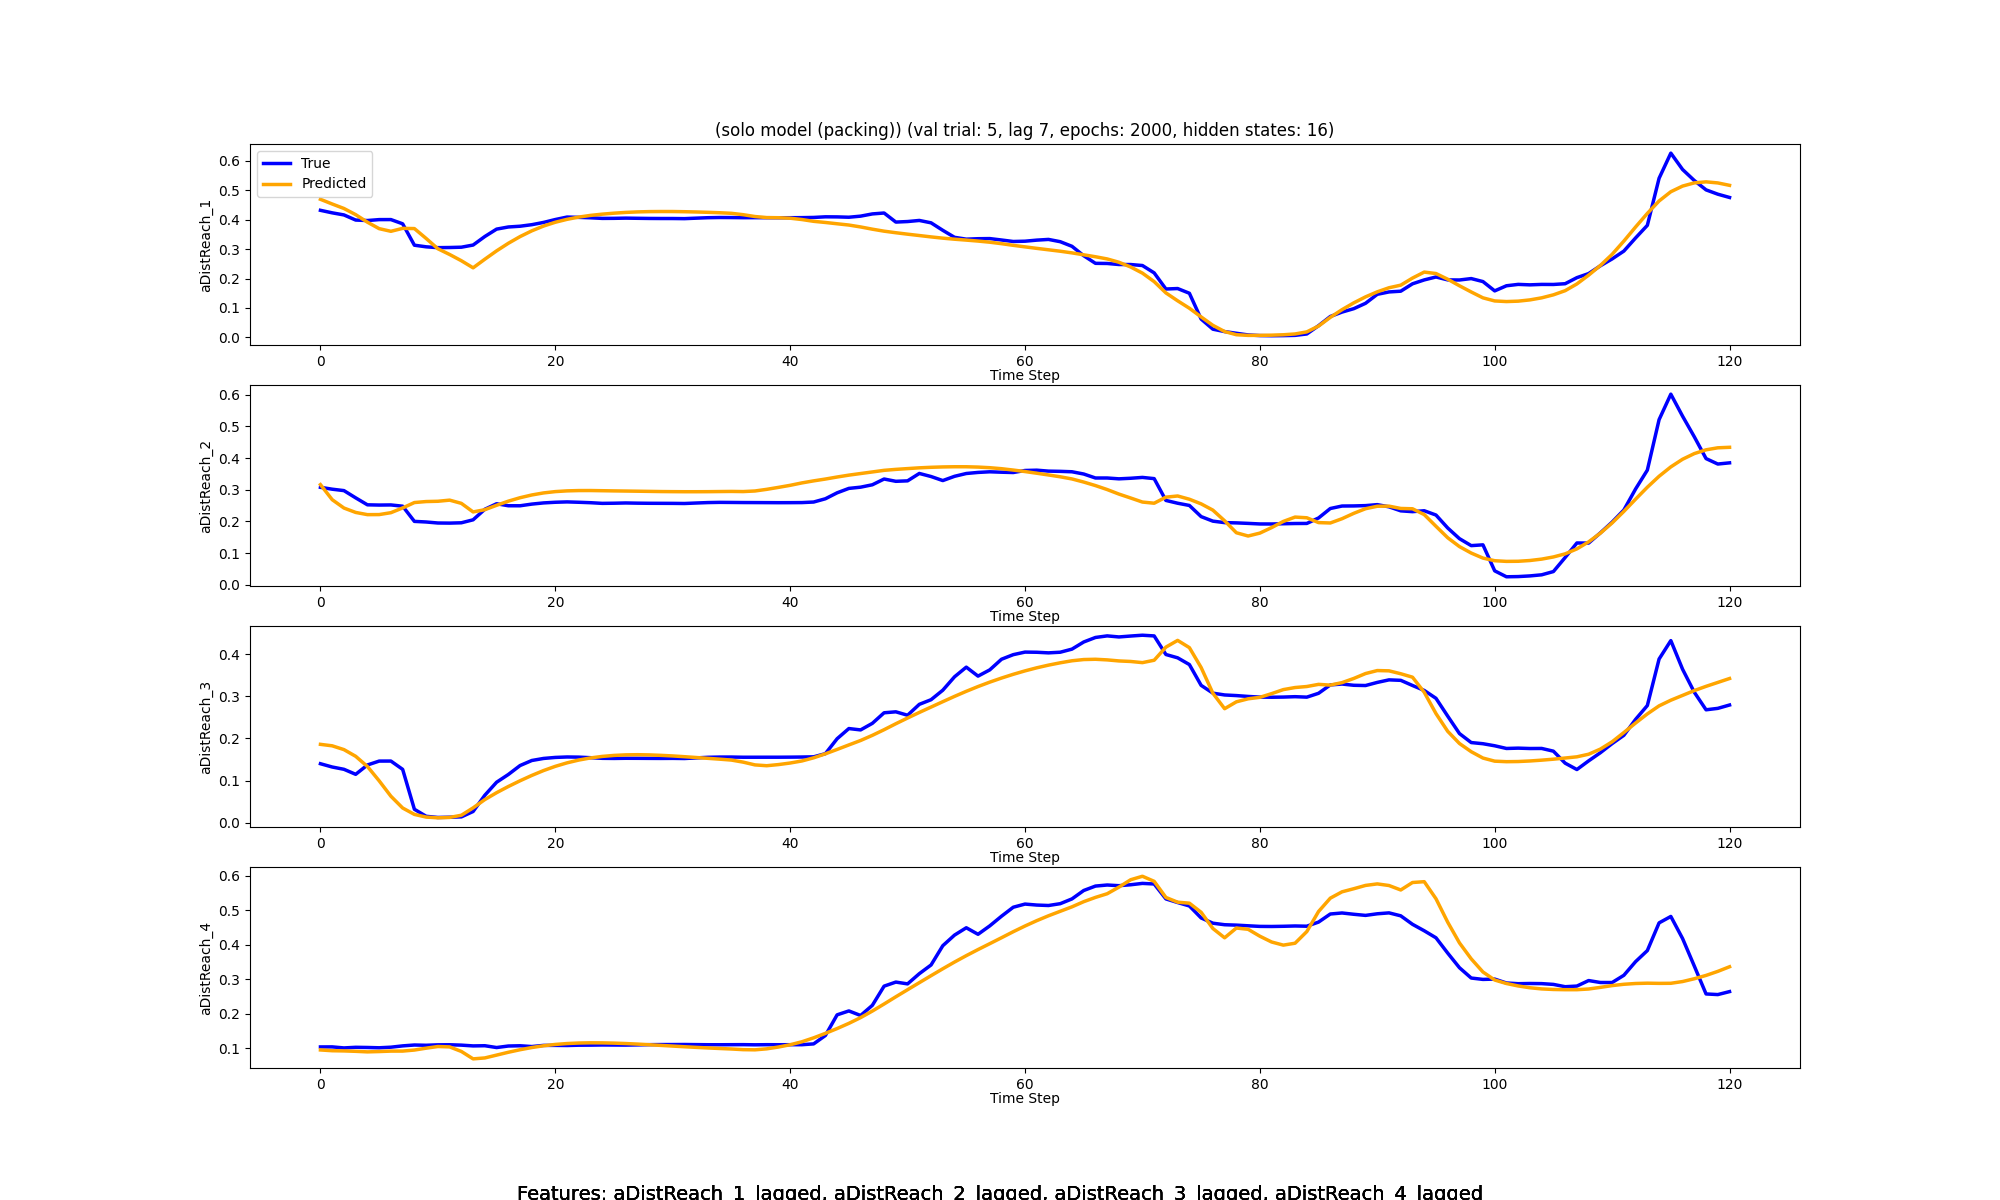 (solo model (packing)) (val trial: 5, lag 7, epochs: 2000, hidden states: 16)
True
Predicted
aDistReach_1
0.6
0.5
0.4
0.3
0.2
0.1
0.0
0 20 40 60 80 100 120
Time Step
aDistReach_2
0.6
0.5
0.4
0.3
0.2
0.1
0.0
0 20 40 60 80 100 120
Time Step
aDistReach_3
0.4
0.3
0.2
0.1
0.0
0 20 40 60 80 100 120
Time Step
aDistReach_4
0.6
0.5
0.4
0.3
0.2
0.1
0 20 40 60 80 100 120
Time Step
Features: aDistReach_1_lagged, aDistReach_2_lagged, aDistReach_3_lagged, aDistReach_4_lagged